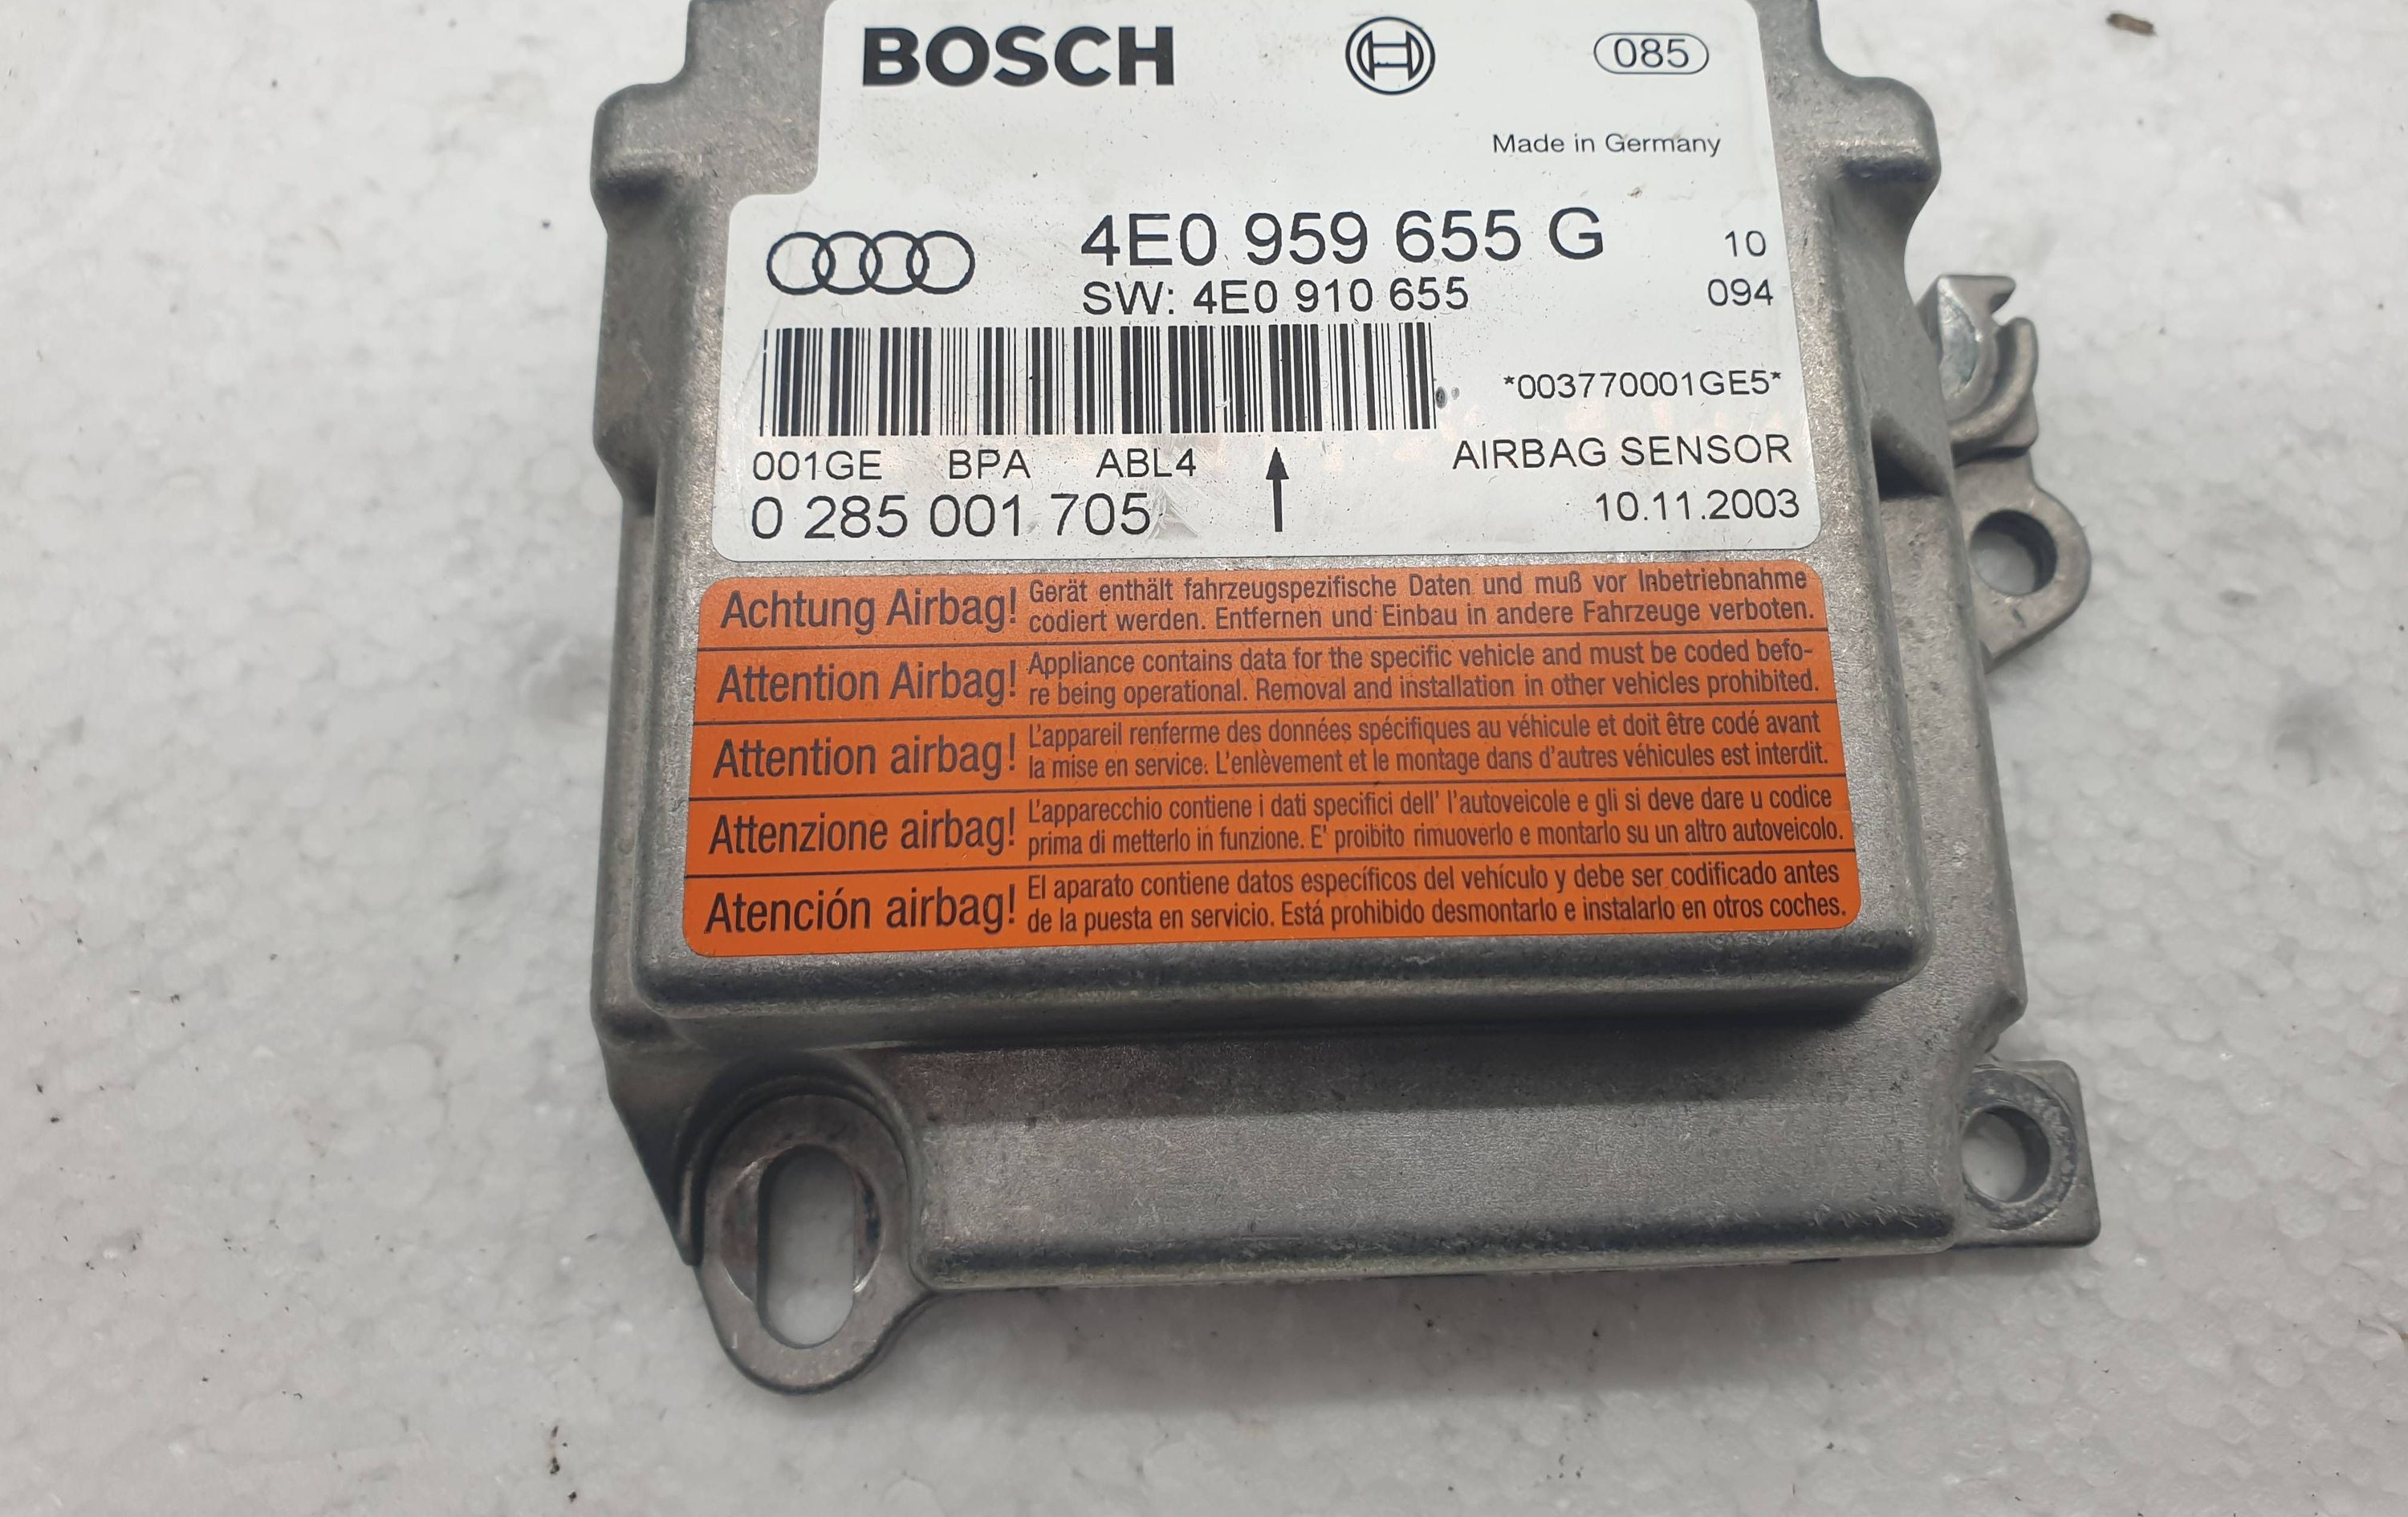 BOSCH 085
Made in Germany
4E0 959 655 G 10
SW: 4E0 910 655 094
*003770001GE5*
001GE BPA ABL4 AIRBAG SENSOR
0 285 001 705 10.11.2003
Achtung Airbag! Gerät enthält fahrzeugspezifische Daten und muß vor Inbetriebnahme
codiert werden. Entfernen und Einbau in andere Fahrzeuge verboten.
Attention Airbag! Appliance contains data for the specific vehicle and must be coded befo-
re being operational. Removal and installation in other vehicles prohibited.
Attention airbag! L'appareil renferme des données spécifiques au véhicule et doit être codé avant
la mise en service. L'enlèvement et le montage dans d'autres véhicules est interdit.
Attenzione airbag! L'apparecchio contiene i dati specifici dell' l'autoveicole e gli si deve dare u codice
prima di metterlo in funzione. E' proibito rimuoverlo e montarlo su un altro autoveicolo.
Atención airbag! El aparato contiene datos específicos del vehículo y debe ser codificado antes
de la puesta en servicio. Está prohibido desmontarlo e instalarlo en otros coches.